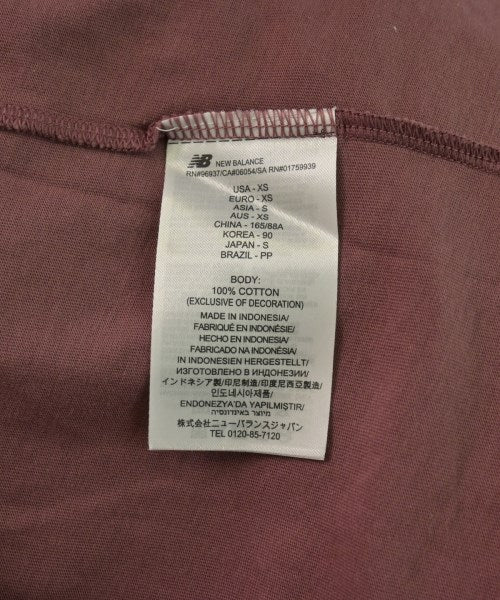 NB NEW BALANCE
RN#96937/CA#06054/SA RN#01759939
USA - XS
EURO - XS
ASIA - S
AUS - XS
CHINA - 165/88A
KOREA - 90
JAPAN - S
BRAZIL - PP
BODY:
100% COTTON
(EXCLUSIVE OF DECORATION)
MADE IN INDONESIA/
FABRIQUÉ EN INDONÉSIE/
HECHO EN INDONESIA/
FABRICADO NA INDONÉSIA/
IN INDONESIEN HERGESTELLT/
ИЗГОТОВЛЕНО В ИНДОНЕЗИИ/
インドネシア製/印尼制造/印度尼西亞製造/
인도네시아제품/
ENDONEZYA'DA YAPILMIŞTIR/
מיוצר באינדונזיה
株式会社ニューバランスジャパン
TEL 0120-85-7120